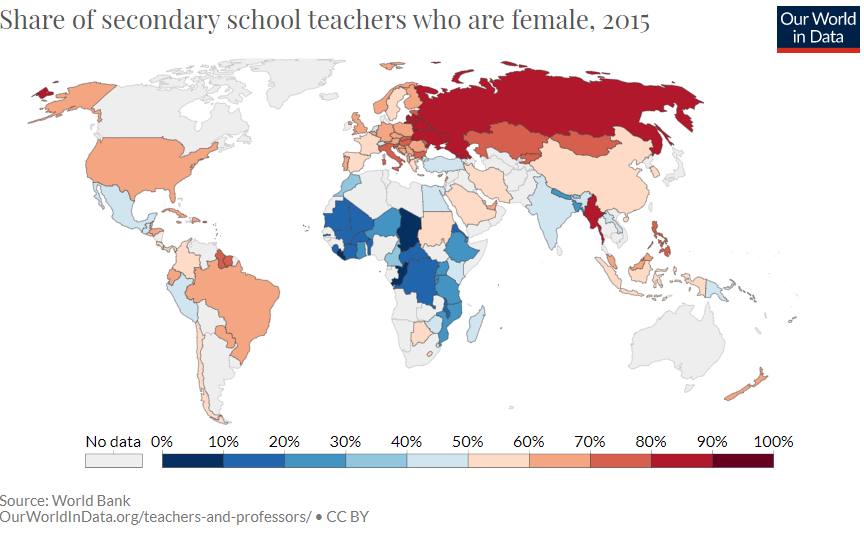 Share of secondary school teachers who are female, 2015
Our World
in Data
No data 0% 10% 20% 30% 40% 50% 60% 70% 80% 90% 100%
Source: World Bank
OurWorldInData.org/teachers-and-professors/ • CC BY